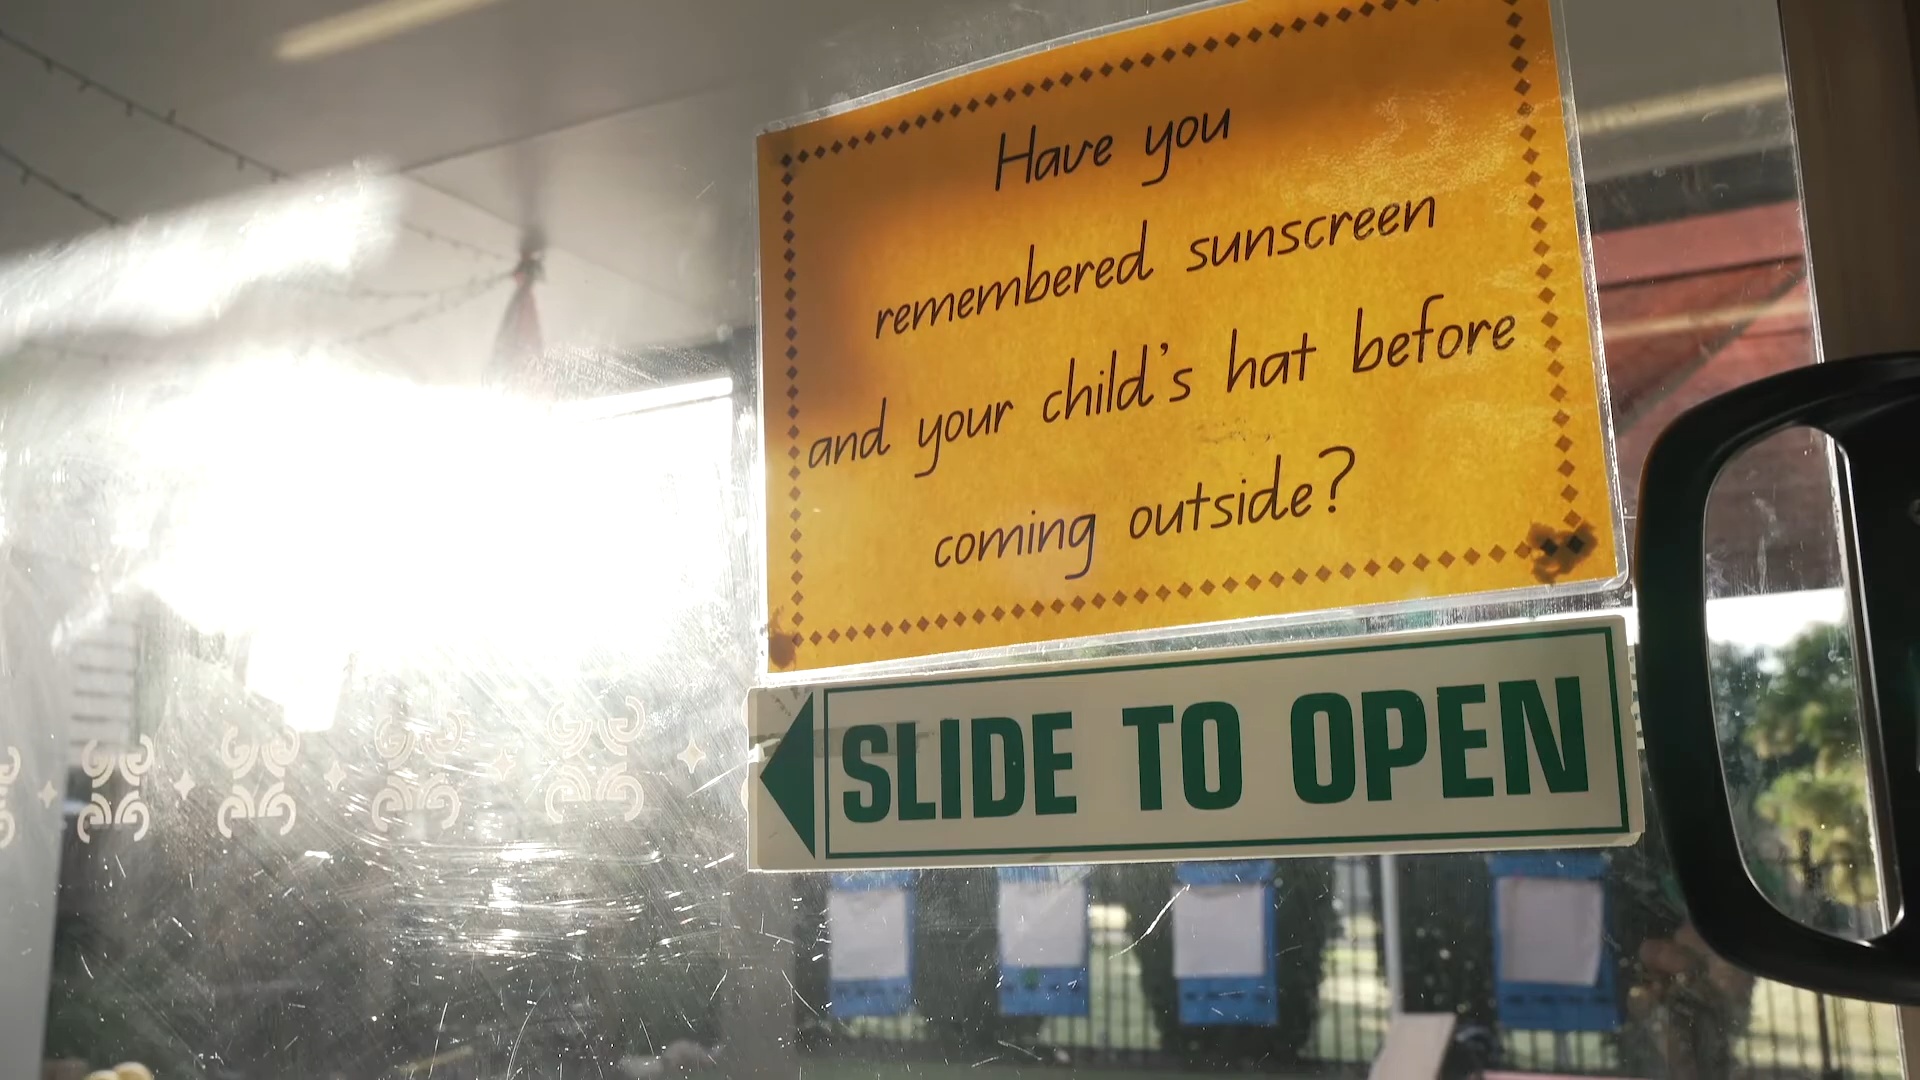 Have you
remembered sunscreen
and your child's hat before
coming outside?
SLIDE TO OPEN